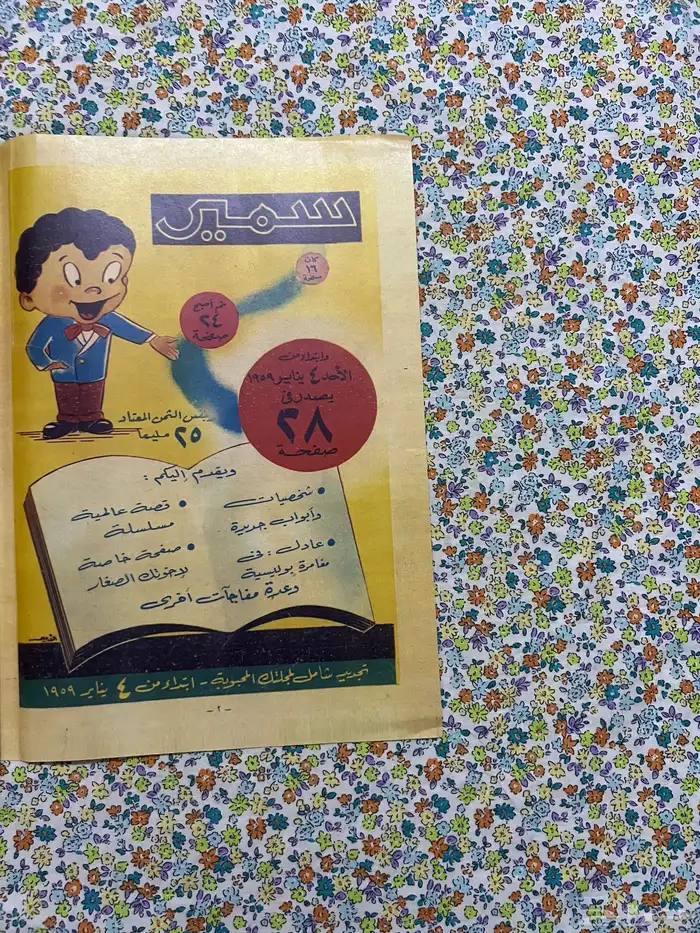 سمير
كانت
١٦
صفحة
ثم أصبح
٢٤
صفحة
وابتداء من
الأحد ٤ يناير ١٩٥٩
يصدر في
٢٨
صفحة
بنفس الثمن المعتاد
٢٥ مليما
ويقدم إليكم :
• شخصيات
وأبواب جديدة
• عادل : في
مغامرة بوليسية
• قصة عالمية
مسلسلة
• صفحة خاصة
لإخوتك الصغار
وعدة مفاجآت أخرى
تجديد شامل لمجلتك المحبوبة - ابتداء من ٤ يناير ١٩٥٩
- ٢ -